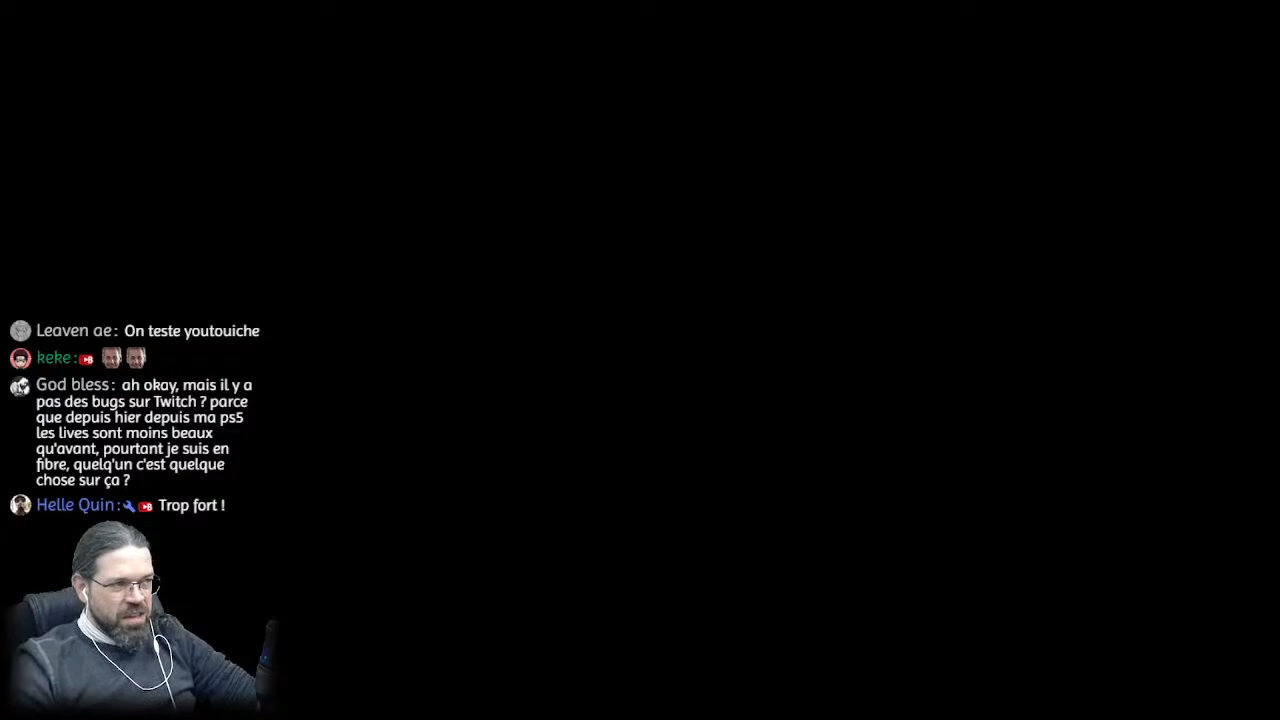 Leaven ae: On teste youtouiche
keke:
God bless: ah okay, mais il y a
pas des bugs sur Twitch ? parce
que depuis hier depuis ma ps5
les lives sont moins beaux
qu'avant, pourtant je suis en
fibre, quelq'un c'est quelque
chose sur ça ?
Helle Quin: Trop fort !